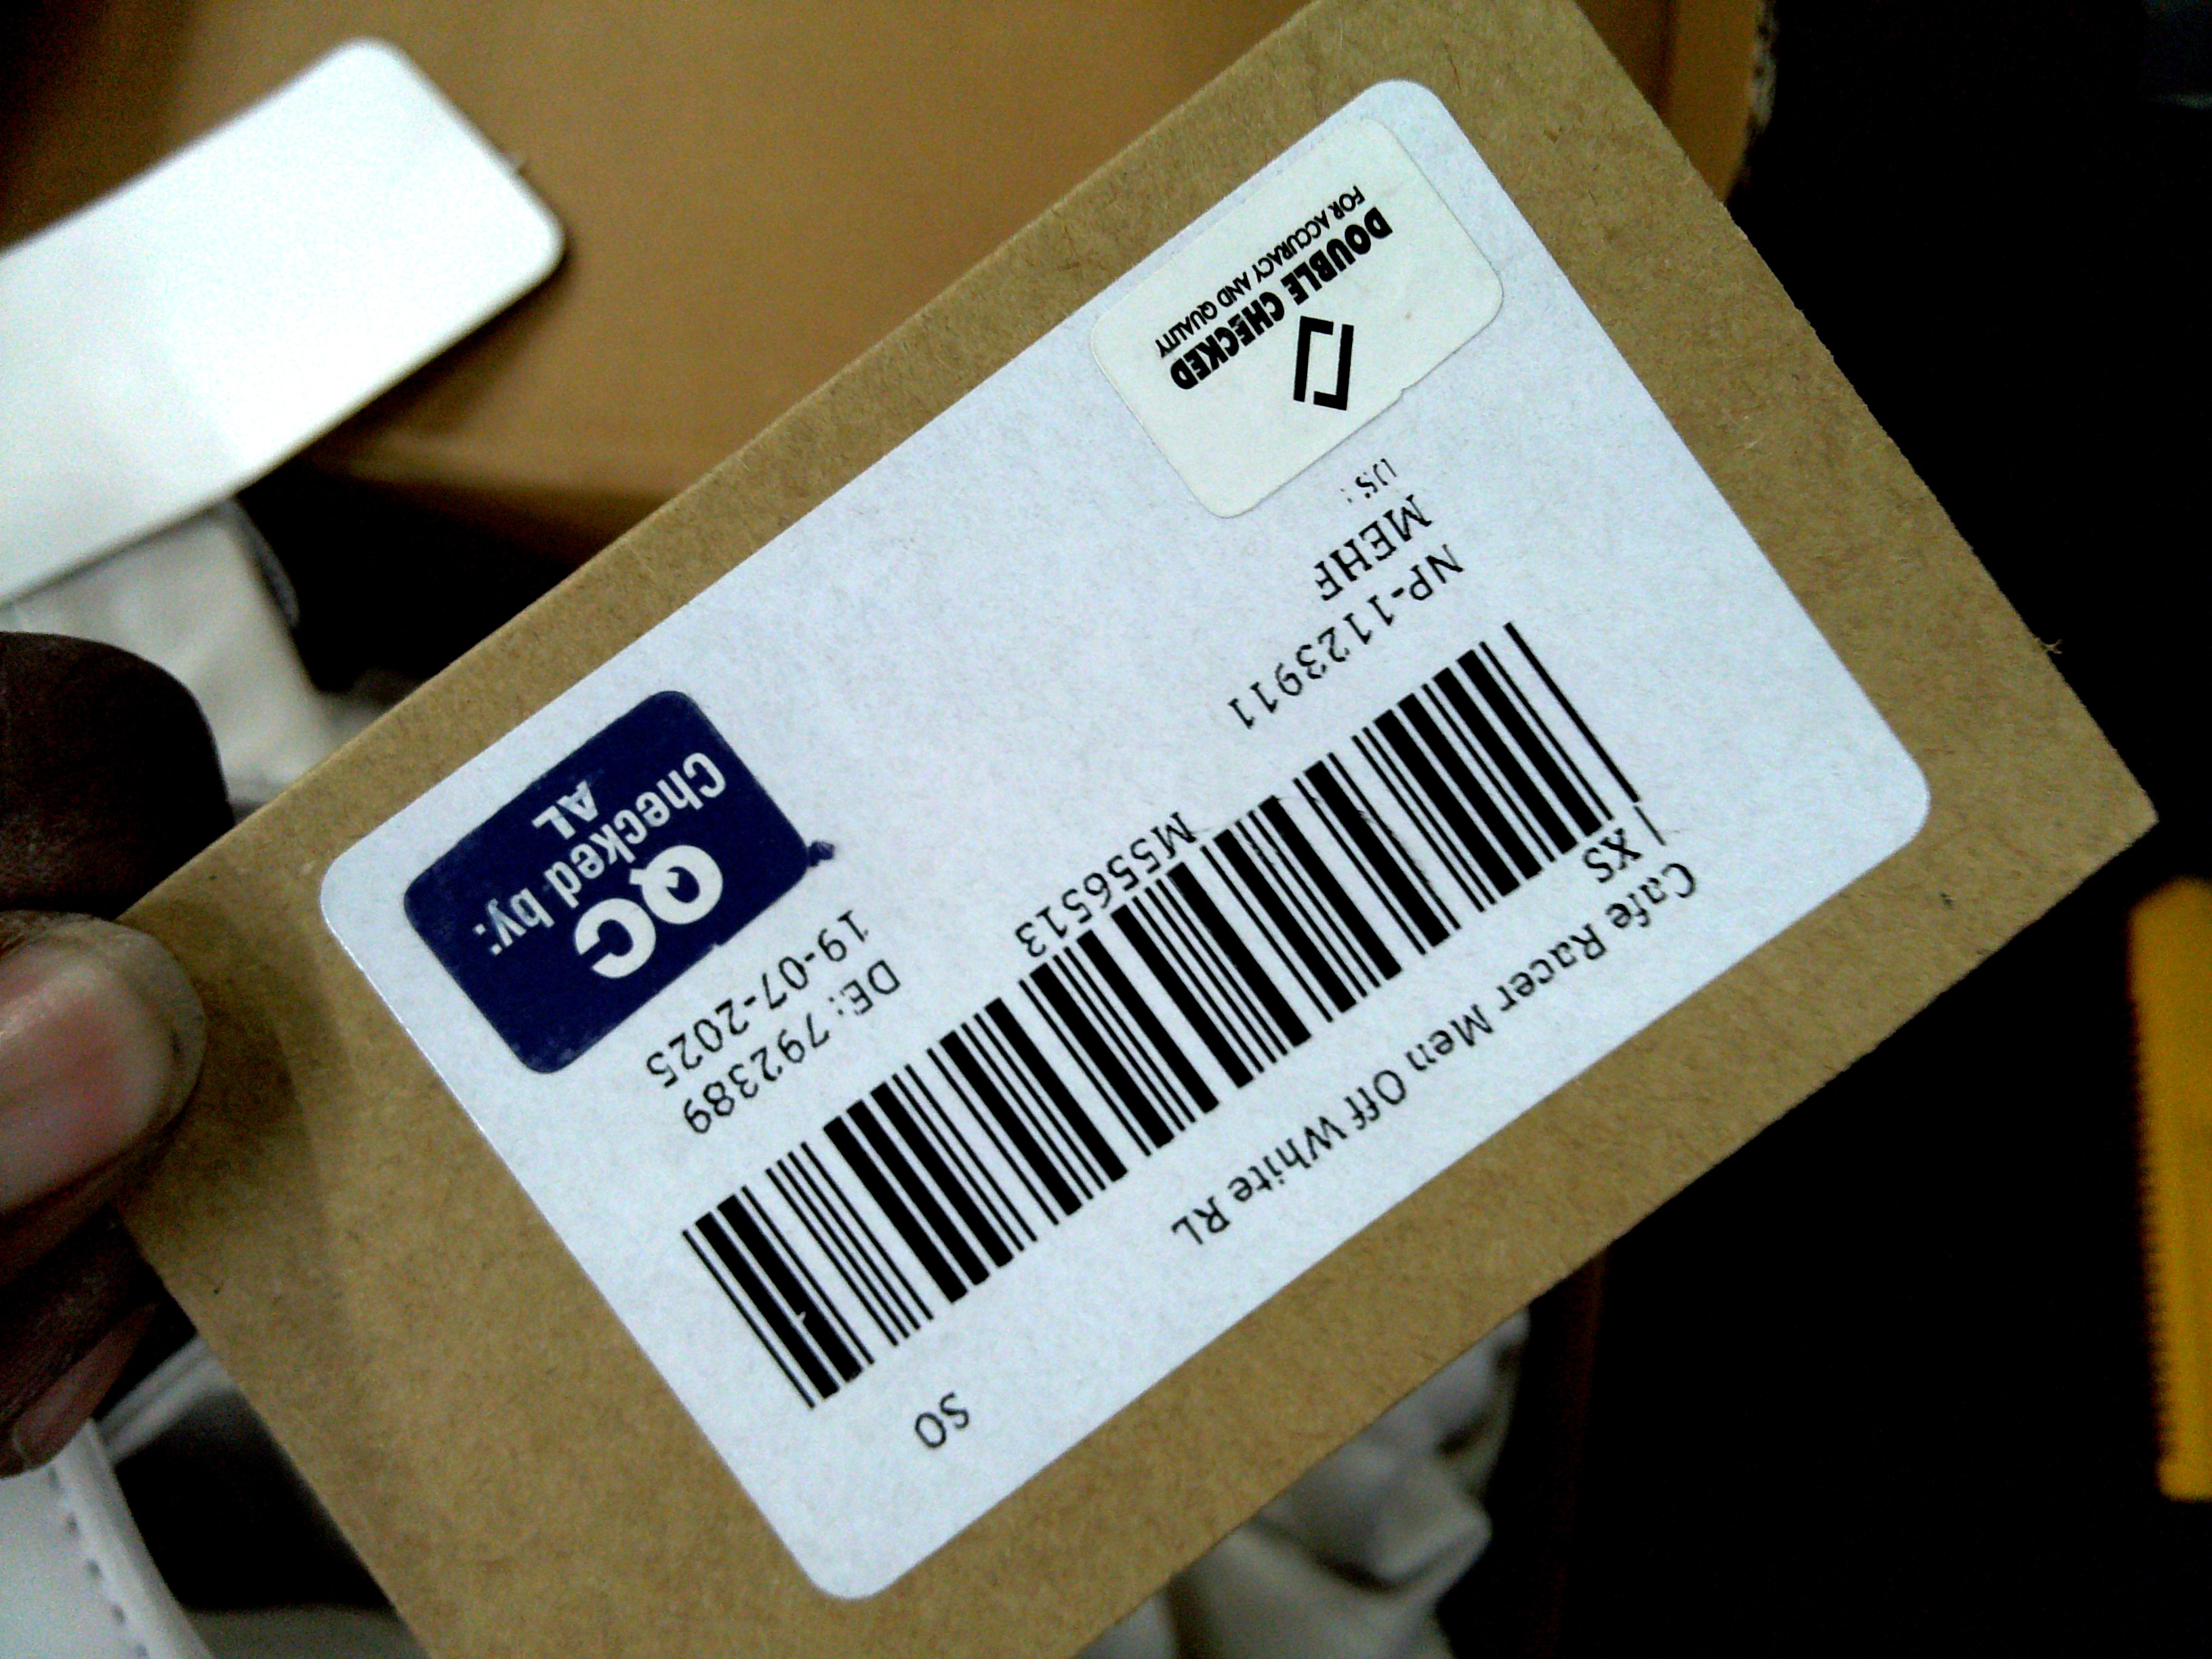 Cafe Racer Men Off White RL
XS
SO
M556513
NP-1123911
MEHF
US:
DE: 792389
19-07-2025
QC
Checked by:
AL
DOUBLE CHECKED
FOR ACCURACY AND QUALITY